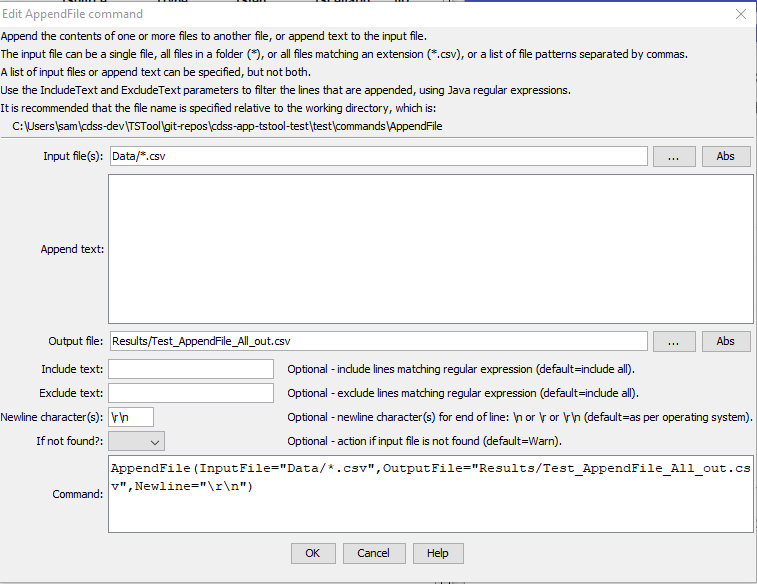 Edit AppendFile command
Append the contents of one or more files to another file, or append text to the input file.
The input file can be a single file, all files in a folder (*), or all files matching an extension (*.csv), or a list of file patterns separated by commas.
A list of input files or append text can be specified, but not both.
Use the IncludeText and ExcludeText parameters to filter the lines that are appended, using Java regular expressions.
It is recommended that the file name is specified relative to the working directory, which is:
C:\Users\sam\cdss-dev\TSTool\git-repos\cdss-app-tstool-test\test\commands\AppendFile
Input file(s): Data/*.csv ... Abs
Append text:
Output file: Results/Test_AppendFile_All_out.csv ... Abs
Include text: Optional - include lines matching regular expression (default=include all).
Exclude text: Optional - exclude lines matching regular expression (default=include all).
Newline character(s): \r\n Optional - newline character(s) for end of line: \n or \r or \r\n (default=as per operating system).
If not found?: Optional - action if input file is not found (default=Warn).
Command: AppendFile(InputFile="Data/*.csv",OutputFile="Results/Test_AppendFile_All_out.cs
v",Newline="\r\n")
OK Cancel Help